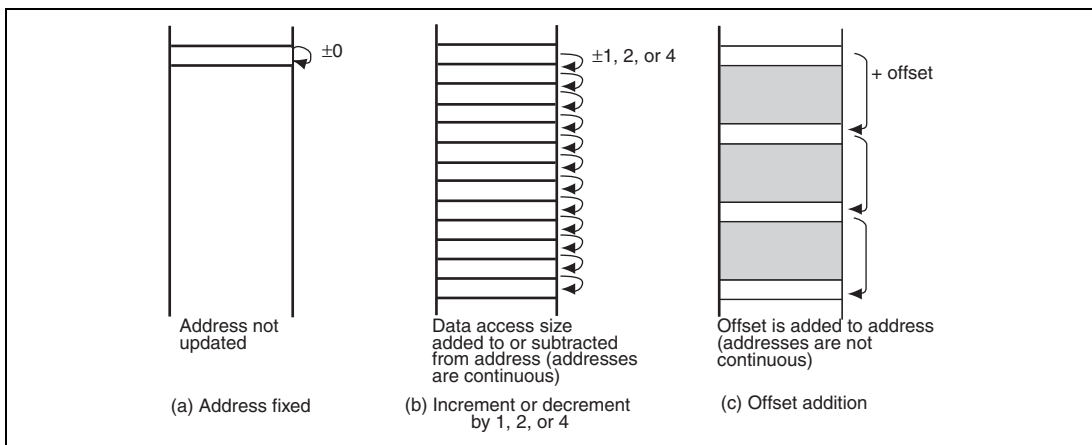 ±0
Address not
updated
(a) Address fixed
±1, 2, or 4
Data access size
added to or subtracted
from address (addresses
are continuous)
(b) Increment or decrement
by 1, 2, or 4
+ offset
Offset is added to address
(addresses are not
continuous)
(c) Offset addition